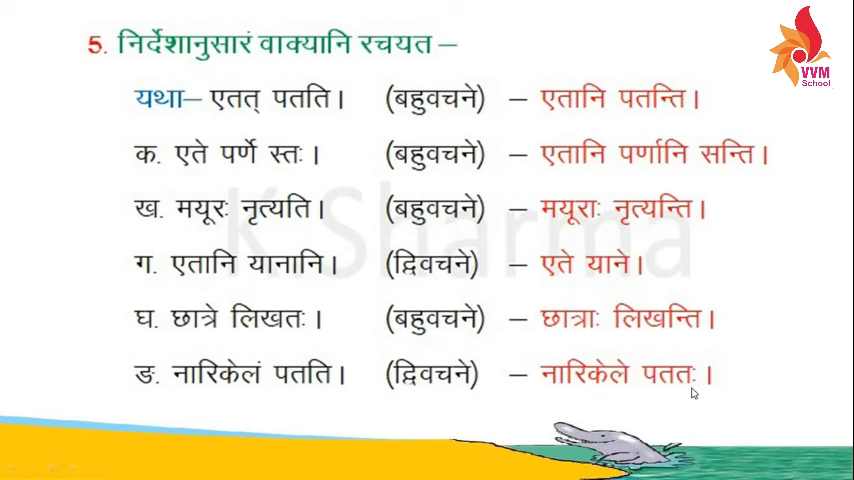 5. निर्देशानुसारं वाक्यानि रचयत –
यथा– एतत् पतति। (बहुवचने) – एतानि पतन्ति।
क. एते पर्णे स्तः। (बहुवचने) – एतानि पर्णानि सन्ति।
ख. मयूरः नृत्यति। (बहुवचने) – मयूराः नृत्यन्ति।
ग. एतानि यानानि। (द्विवचने) – एते याने।
घ. छात्रे लिखतः। (बहुवचने) – छात्राः लिखन्ति।
ङ. नारिकेलं पतति। (द्विवचने) – नारिकेले पततः।
VVM
School
K Sharma